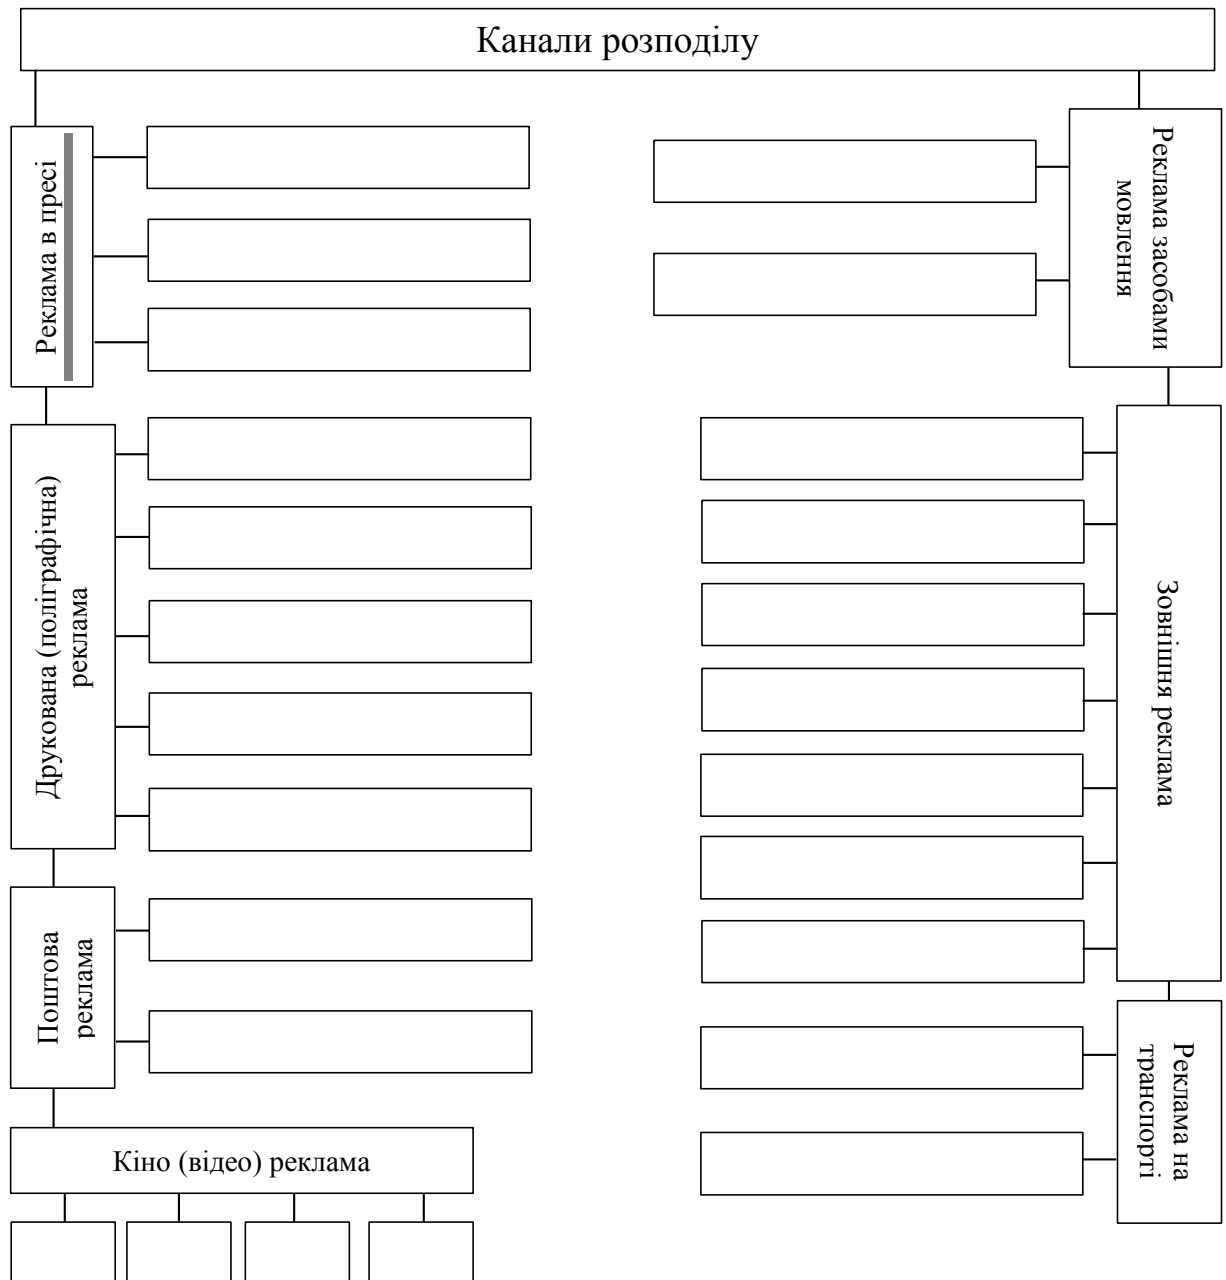 Канали розподілу
Реклама в пресі
Друкована (поліграфічна)
реклама
Поштова
реклама
Кіно (відео) реклама
Реклама засобами
мовлення
Зовнішня реклама
Реклама на
транспорті